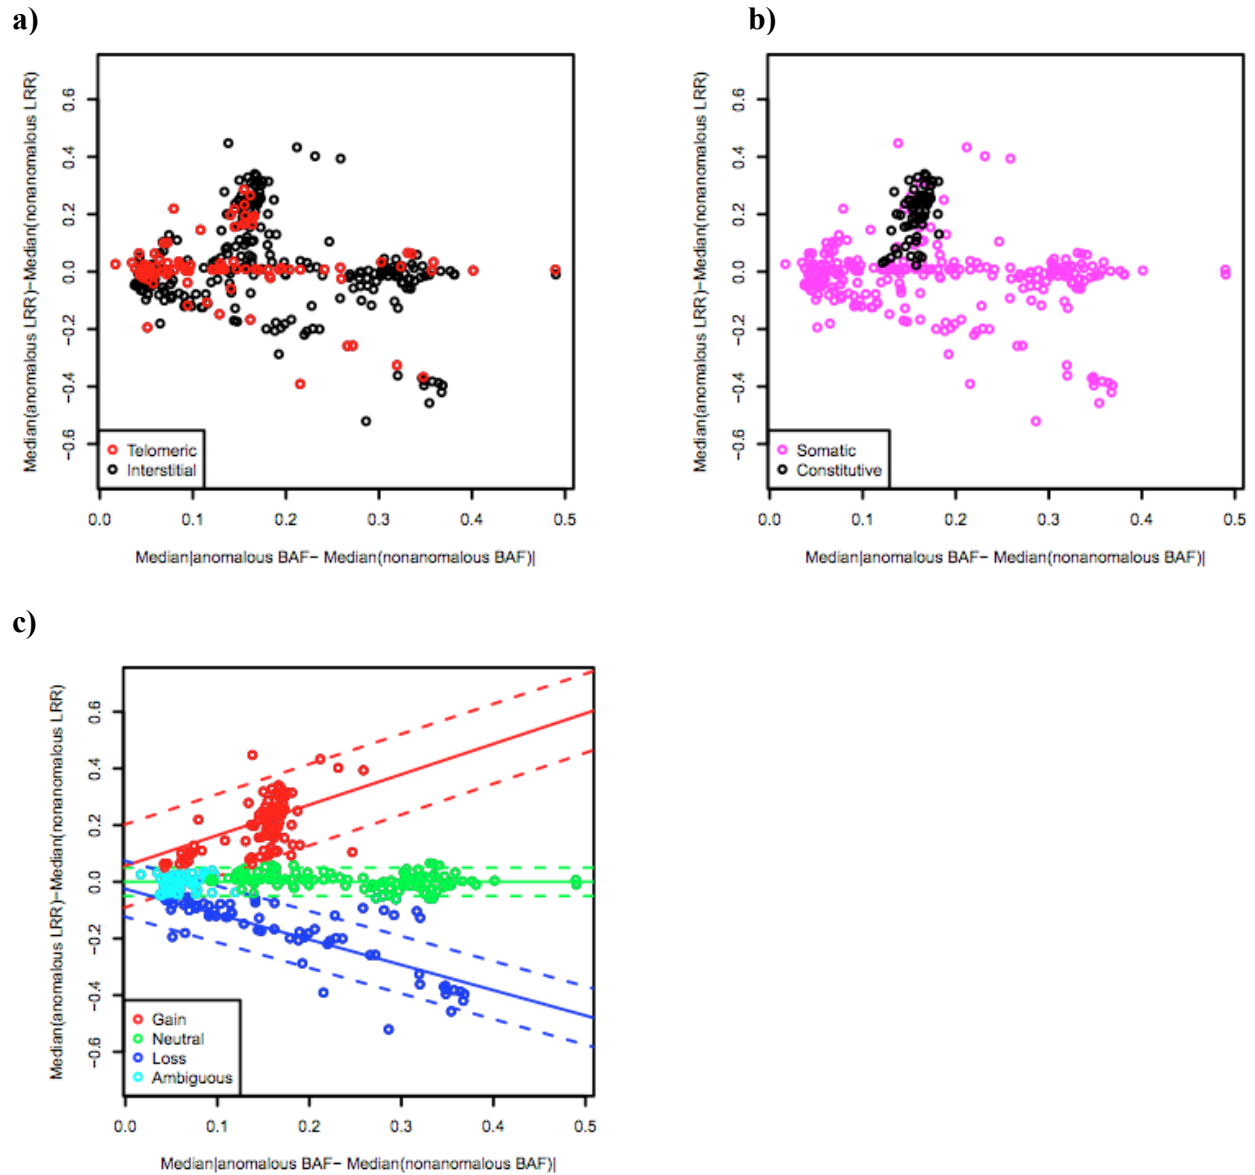 a)
Median(anomalous LRR)−Median(nonanomalous LRR)
0.6
0.4
0.2
0.0
−0.2
−0.4
−0.6
Telomeric
Interstitial
0.0 0.1 0.2 0.3 0.4 0.5
Median|anomalous BAF− Median(nonanomalous BAF)|
b)
Median(anomalous LRR)−Median(nonanomalous LRR)
0.6
0.4
0.2
0.0
−0.2
−0.4
−0.6
Somatic
Constitutive
0.0 0.1 0.2 0.3 0.4 0.5
Median|anomalous BAF− Median(nonanomalous BAF)|
c)
Median(anomalous LRR)−Median(nonanomalous LRR)
0.6
0.4
0.2
0.0
−0.2
−0.4
−0.6
Gain
Neutral
Loss
Ambiguous
0.0 0.1 0.2 0.3 0.4 0.5
Median|anomalous BAF− Median(nonanomalous BAF)|